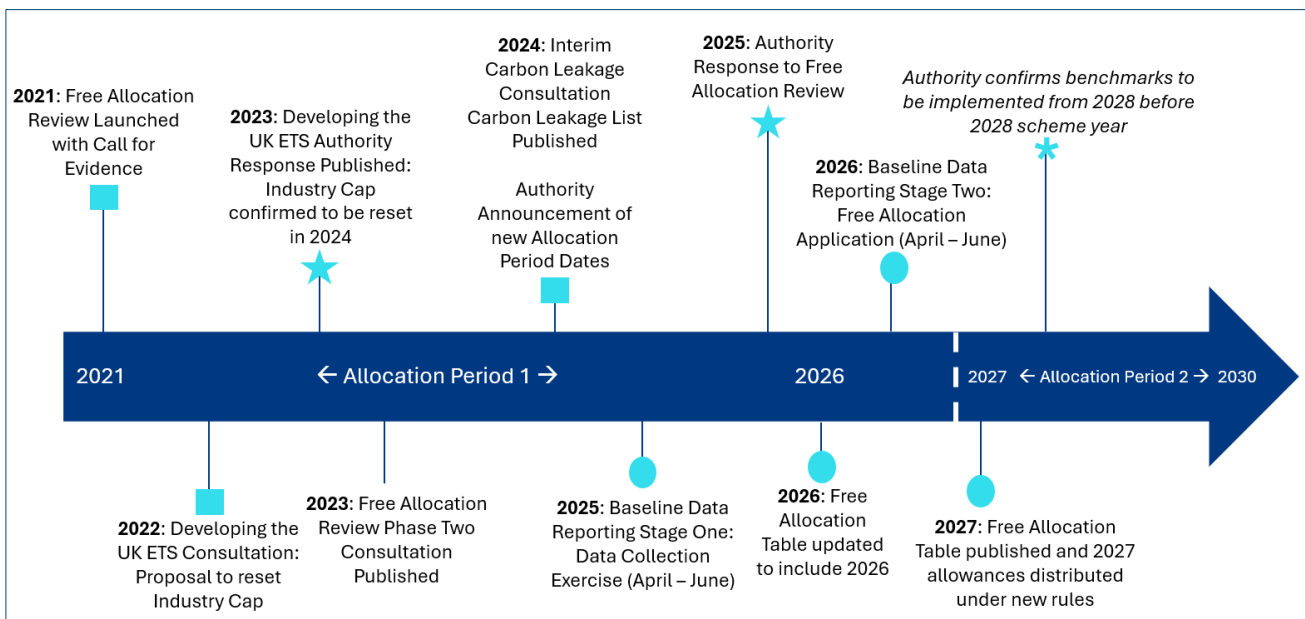 2021: Free Allocation
Review Launched
with Call for
Evidence
2023: Developing the
UK ETS Authority
Response Published:
Industry Cap
confirmed to be reset
in 2024
2024: Interim
Carbon Leakage
Consultation
Carbon Leakage List
Published
Authority
Announcement of
new Allocation
Period Dates
2025: Authority
Response to Free
Allocation Review
2026: Baseline Data
Reporting Stage Two:
Free Allocation
Application (April – June)
Authority confirms benchmarks to
be implemented from 2028 before
2028 scheme year
2021
← Allocation Period 1 →
2026
2027 ← Allocation Period 2 → 2030
2022: Developing the
UK ETS Consultation:
Proposal to reset
Industry Cap
2023: Free Allocation
Review Phase Two
Consultation
Published
2025: Baseline Data
Reporting Stage One:
Data Collection
Exercise (April – June)
2026: Free
Allocation
Table updated
to include 2026
2027: Free Allocation
Table published and 2027
allowances distributed
under new rules